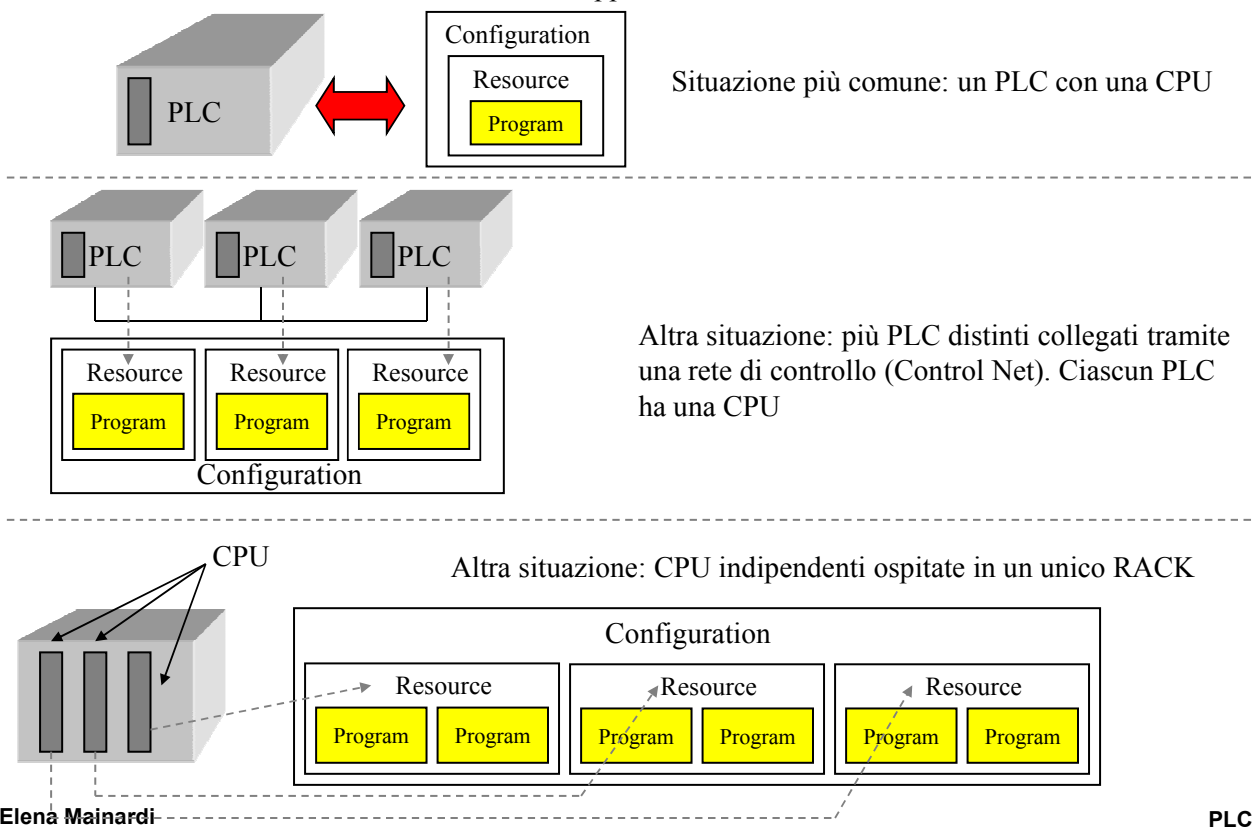 Configuration
Resource
Program
PLC
Situazione più comune: un PLC con una CPU
PLC
PLC
PLC
Resource
Resource
Resource
Program
Program
Program
Configuration
Altra situazione: più PLC distinti collegati tramite
una rete di controllo (Control Net). Ciascun PLC
ha una CPU
CPU
Altra situazione: CPU indipendenti ospitate in un unico RACK
Configuration
Resource
Resource
Resource
Program
Program
Program
Program
Program
Program
Elena Mainardi
PLC